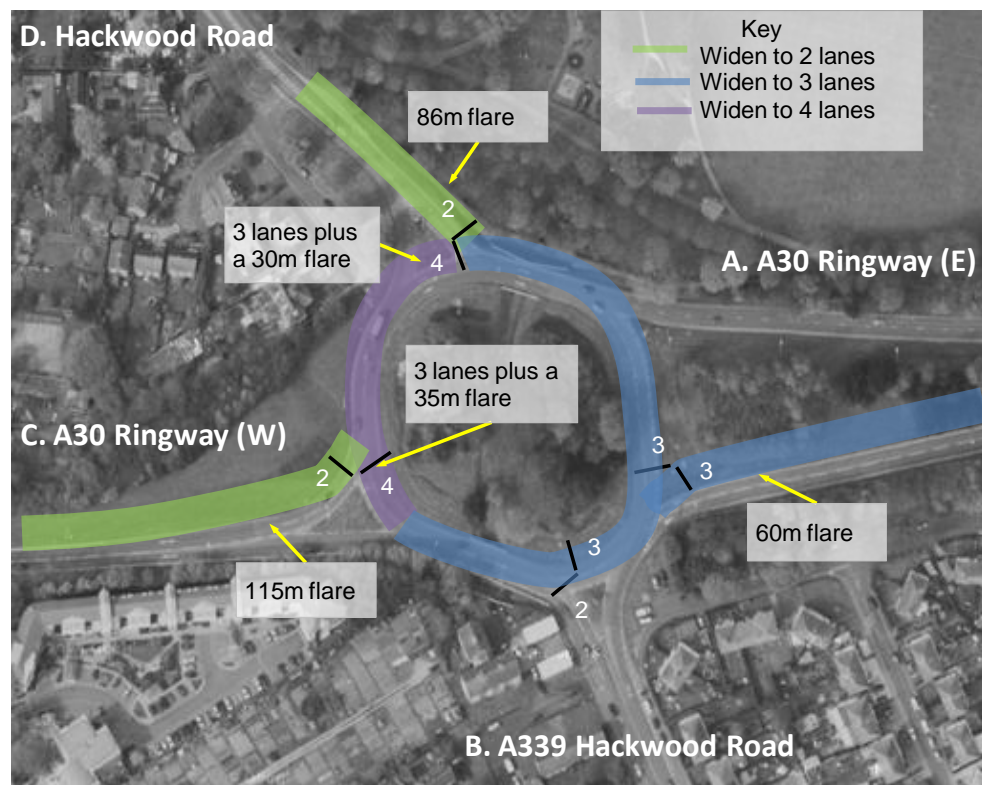 D. Hackwood Road
Key
Widen to 2 lanes
Widen to 3 lanes
Widen to 4 lanes
86m flare
2
3 lanes plus
a 30m flare
4
A. A30 Ringway (E)
3 lanes plus a
35m flare
C. A30 Ringway (W)
2
4
3
3
60m flare
3
2
115m flare
B. A339 Hackwood Road